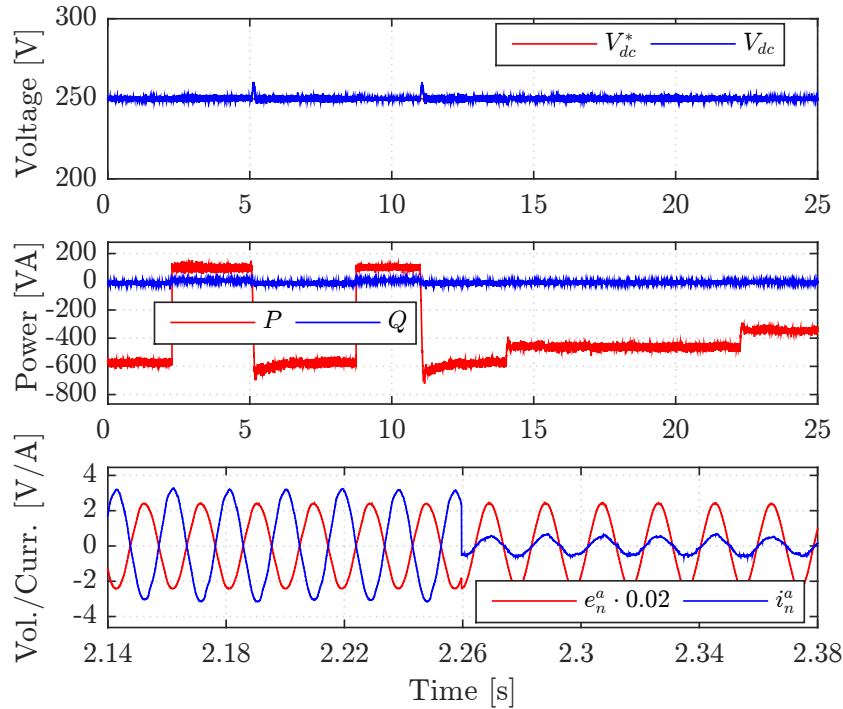 Voltage [V]
300
250
200
V*dc Vdc
0 5 10 15 20 25
Power [VA]
200
0
-200
-400
-600
-800
P Q
0 5 10 15 20 25
Vol./Curr. [V/A]
4
2
0
-2
-4
e_n^a · 0.02 i_n^a
2.14 2.18 2.22 2.26 2.3 2.34 2.38
Time [s]